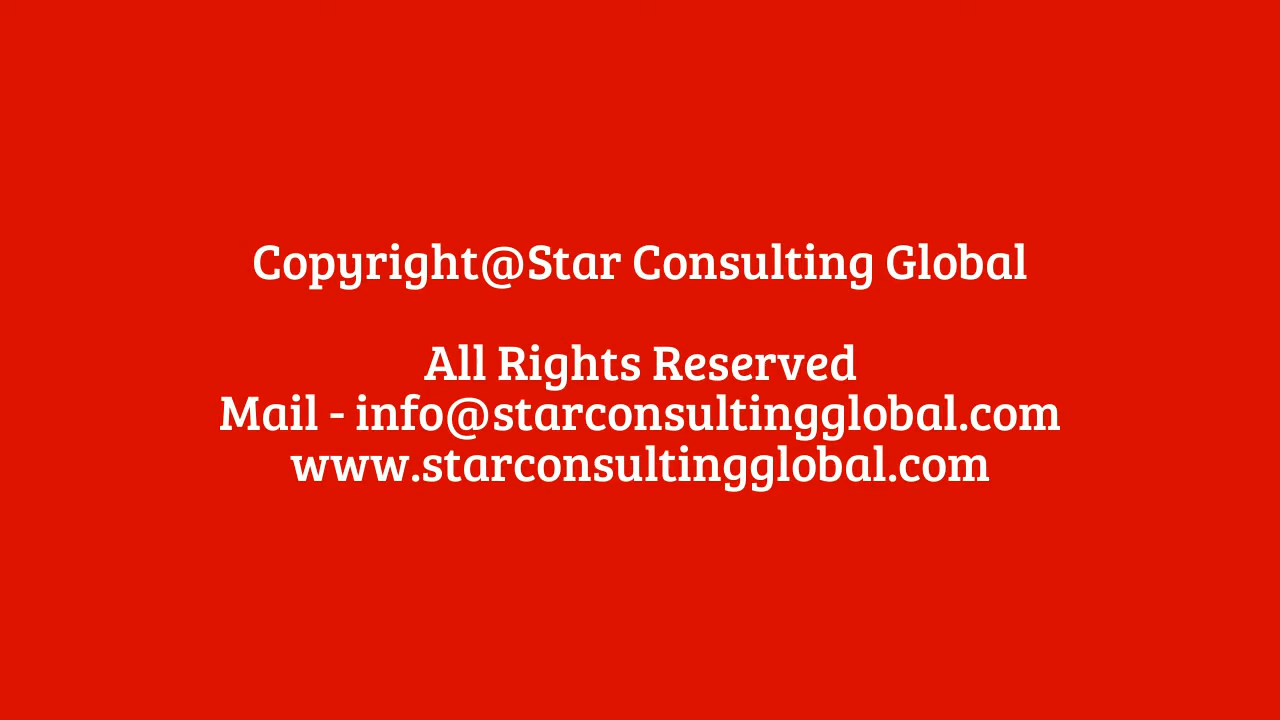 Copyright@Star Consulting Global
All Rights Reserved
Mail - info@starconsultingglobal.com
www.starconsultingglobal.com